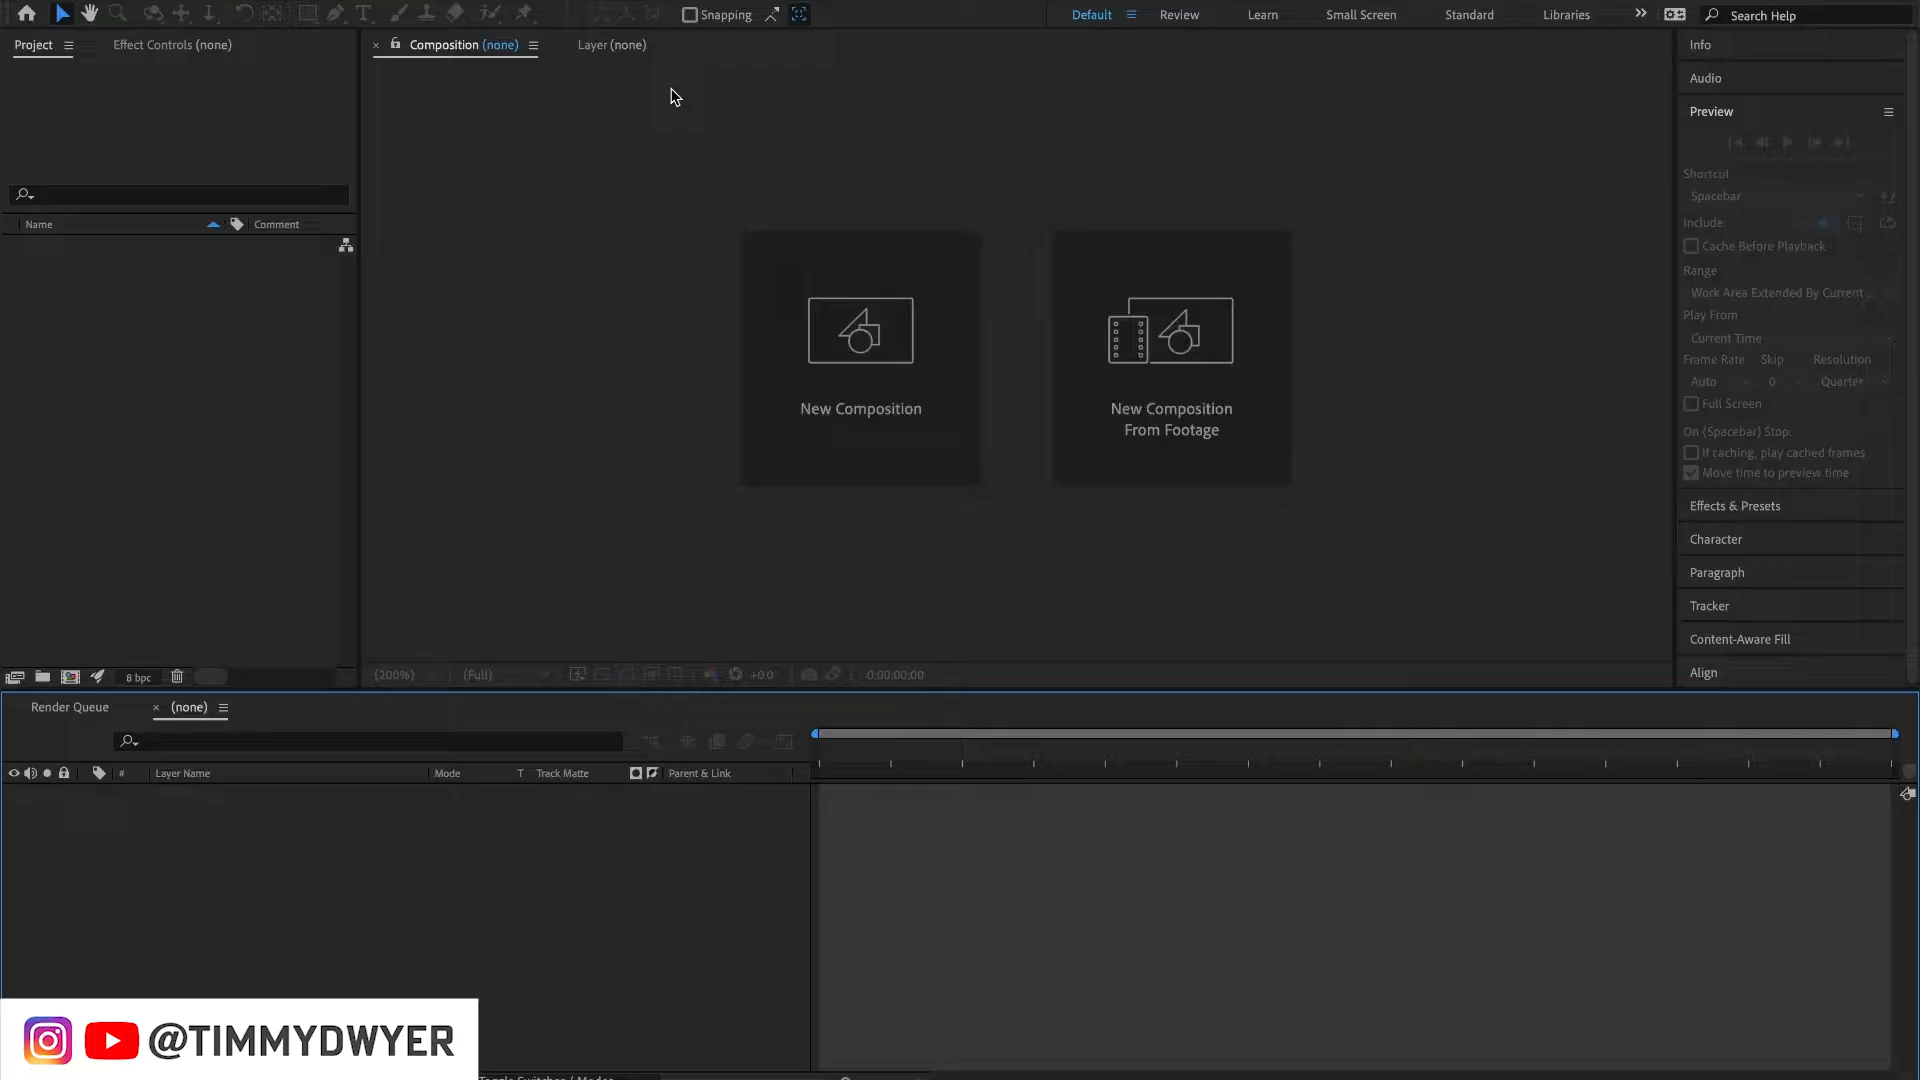 Snapping
Default
Review
Learn
Small Screen
Standard
Libraries
Search Help
Project
Effect Controls (none)
Composition (none)
Layer (none)
Info
Audio
Preview
Shortcut
Spacebar
Include:
Cache Before Playback
Range
Work Area Extended By Current...
Play From
Current Time
Frame Rate Skip Resolution
Auto 0 Quarter
Full Screen
On (Spacebar) Stop:
If caching, play cached frames
Move time to preview time
Effects & Presets
Character
Paragraph
Tracker
Content-Aware Fill
Align
Name
Comment
New Composition
New Composition
From Footage
8 bpc
(200%)
(Full)
+0.0
0;00;00;00
Render Queue
(none)
# Layer Name Mode T Track Matte Parent & Link
@TIMMYDWYER
Toggle Switches / Modes